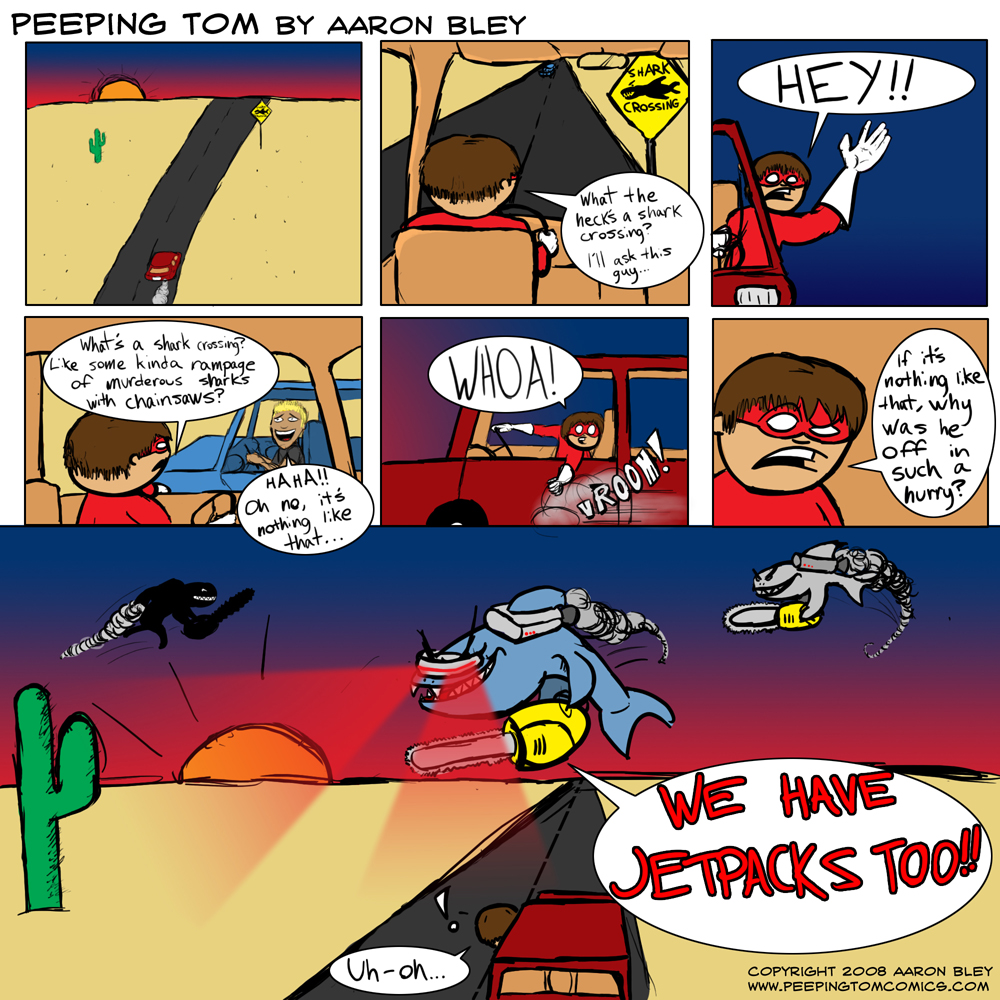 PEEPING TOM BY AARON BLEY
SHARK
CROSSING
What the
heck's a shark
crossing?
I'll ask this
guy...
HEY!!
What's a shark crossing?
Like some kinda rampage
of murderous sharks
with chainsaws?
HAHA!!
Oh no, it's
nothing like
that...
WHOA!
VROOM!
If it's
nothing like
that, why
was he
off in
such a
hurry?
WE HAVE
JETPACKS TOO!!
!
Uh-oh...
COPYRIGHT 2008 AARON BLEY
WWW.PEEPINGTOMCOMICS.COM